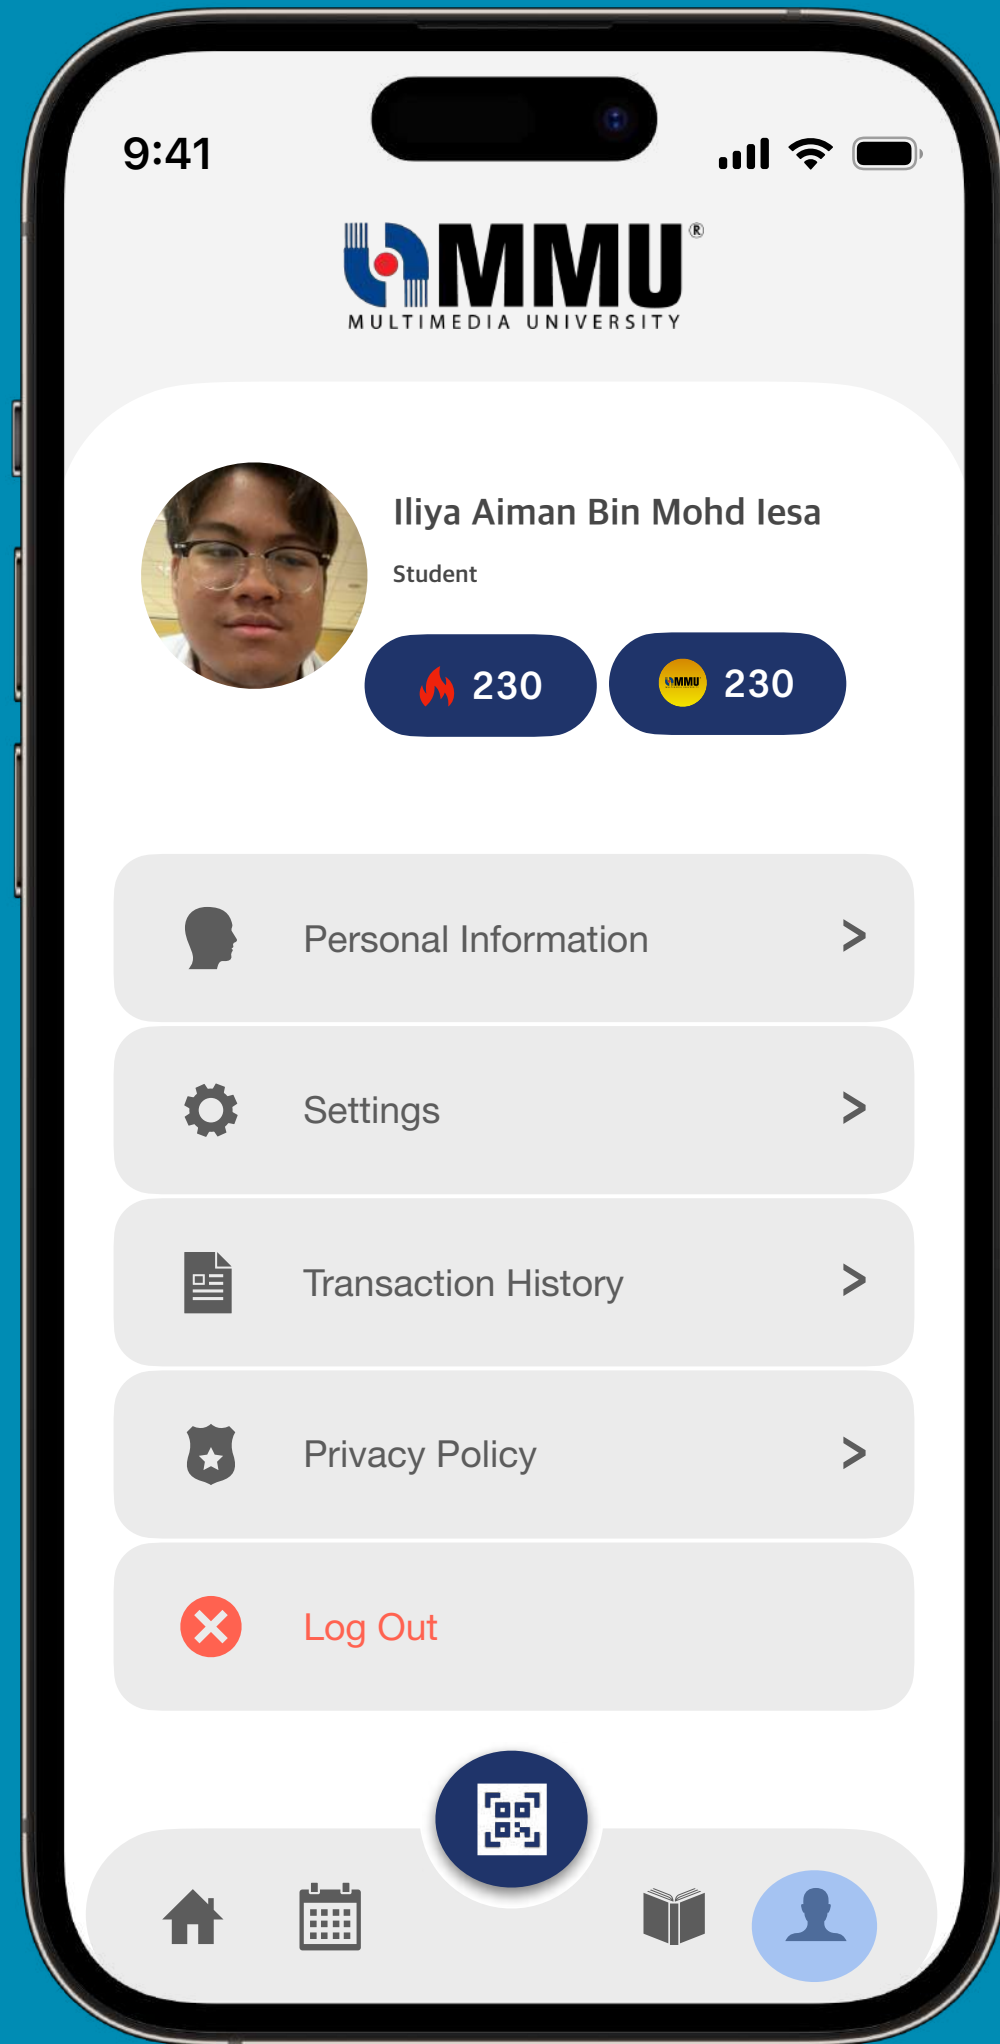 9:41
MMU®
MULTIMEDIA UNIVERSITY
Iliya Aiman Bin Mohd Iesa
Student
230
MMU 230
Personal Information >
Settings >
Transaction History >
Privacy Policy >
Log Out